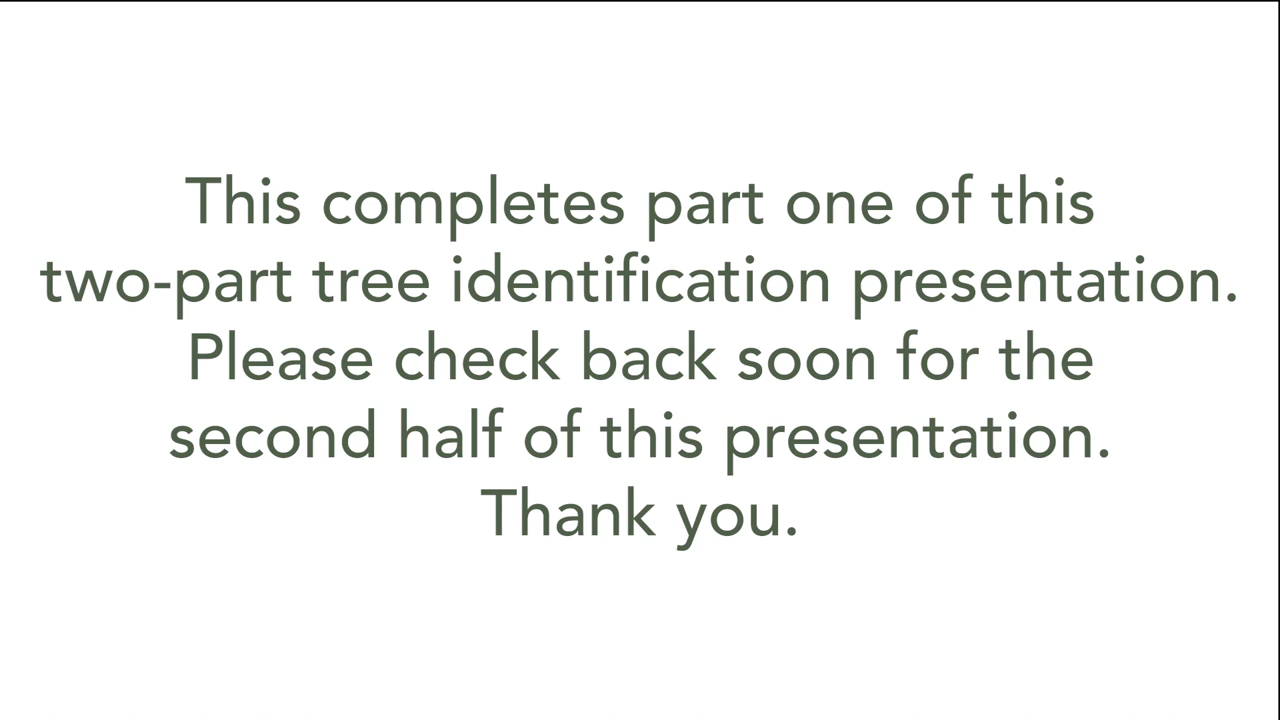 This completes part one of this
two-part tree identification presentation.
Please check back soon for the
second half of this presentation.
Thank you.